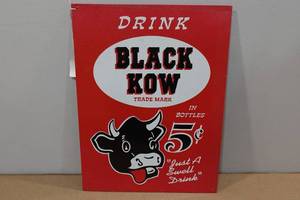 DRINK
BLACK
KOW
TRADE MARK
IN
BOTTLES
5¢
"Just A
Swell
Drink"